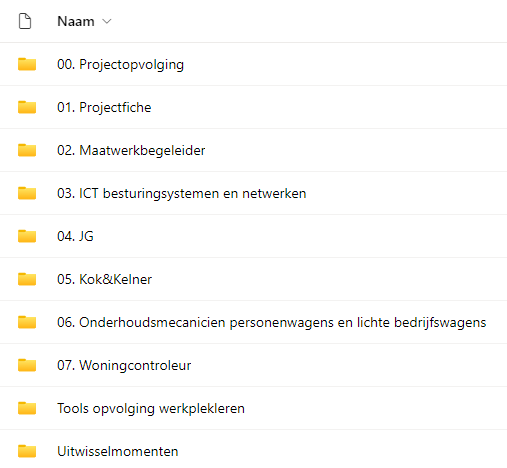 Naam
00. Projectopvolging
01. Projectfiche
02. Maatwerkbegeleider
03. ICT besturingsystemen en netwerken
04. JG
05. Kok&Kelner
06. Onderhoudsmecanicien personenwagens en lichte bedrijfswagens
07. Woningcontroleur
Tools opvolging werkplekleren
Uitwisselmomenten